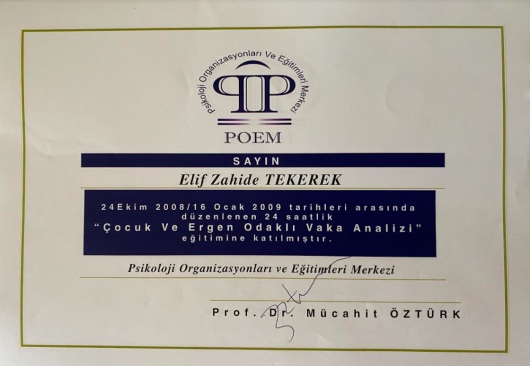 Psikoloji Organizasyonları Ve Eğitimleri Merkezi
POEM
SAYIN
Elif Zahide TEKEREK
24Ekim 2008/16 Ocak 2009 tarihleri arasında
düzenlenen 24 saatlik
“Çocuk Ve Ergen Odaklı Vaka Analizi”
eğitimine katılmıştır.
Psikoloji Organizasyonları ve Eğitimleri Merkezi
Prof. Dr. Mücahit ÖZTÜRK